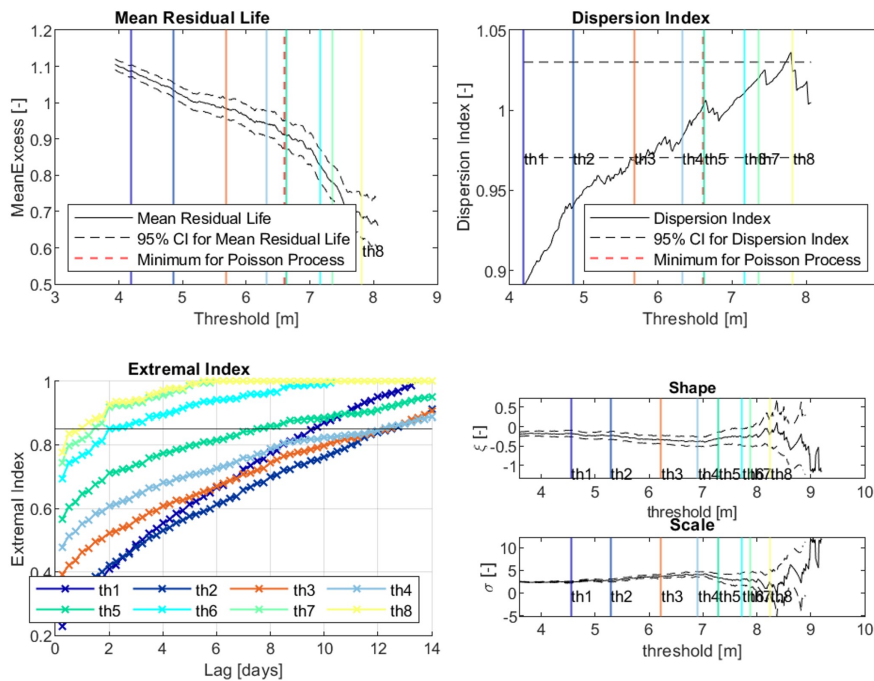 Mean Residual Life
1.2
1.1
1
0.9
0.8
0.7
0.6
0.5
MeanExcess [-]
Mean Residual Life
95% CI for Mean Residual Life
Minimum for Poisson Process
th8
3 4 5 6 7 8 9
Threshold [m]
Dispersion Index
1.05
1
0.95
0.9
Dispersion Index [-]
th1 th2 th3 th4 th5 th7 th8
Dispersion Index
95% CI for Dispersion Index
Minimum for Poisson Process
4 5 6 7 8 9
Threshold [m]
Extremal Index
1
0.8
0.6
0.4
0.2
Extremal Index
th1 th2 th3 th4
th5 th6 th7 th8
0 2 4 6 8 10 12 14
Lag [days]
Shape
0.5
0
-0.5
-1
ξ [-]
th1 th2 th3 th4 th5 th6 7 th8
4 5 6 7 8 9 10
threshold [m]
Scale
10
5
0
-5
σ [-]
th1 th2 th3 th4 th5 th6 7 th8
4 5 6 7 8 9 10
threshold [m]